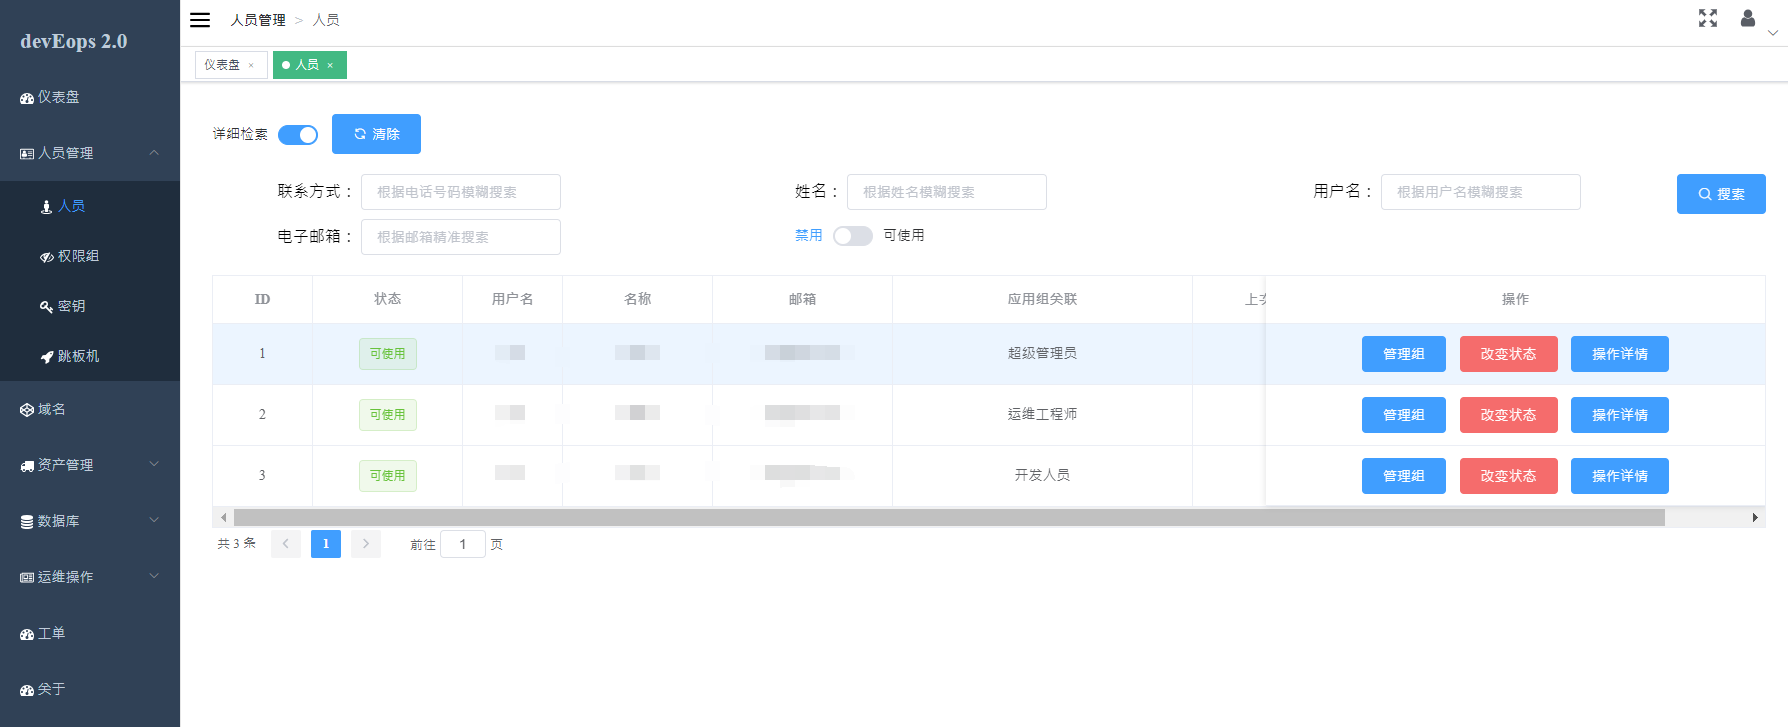 devEops 2.0
仪表盘
人员管理
人员
权限组
密钥
跳板机
域名
资产管理
数据库
运维操作
工单
关于
人员管理 > 人员
仪表盘 × 人员 ×
详细检索 清除
联系方式： 根据电话号码模糊搜索 姓名： 根据姓名模糊搜索 用户名： 根据用户名模糊搜索 搜索
电子邮箱： 根据邮箱精准搜索 禁用 可使用
ID 状态 用户名 名称 邮箱 应用组关联 上 操作
1 可使用 超级管理员 管理组 改变状态 操作详情
2 可使用 运维工程师 管理组 改变状态 操作详情
3 可使用 开发人员 管理组 改变状态 操作详情
共 3 条 1 前往 1 页